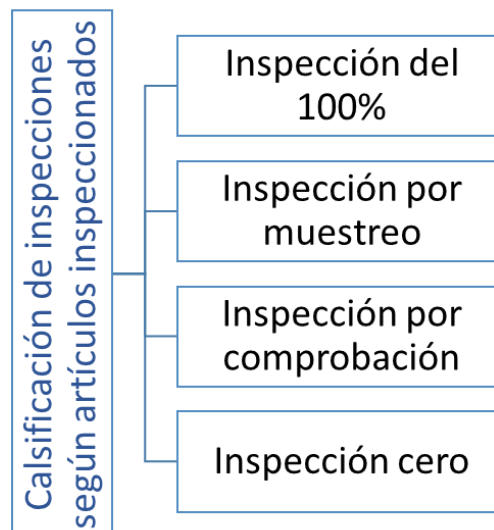 Calsificación de inspecciones
según artículos inspeccionados
Inspección del
100%
Inspección por
muestreo
Inspección por
comprobación
Inspección cero